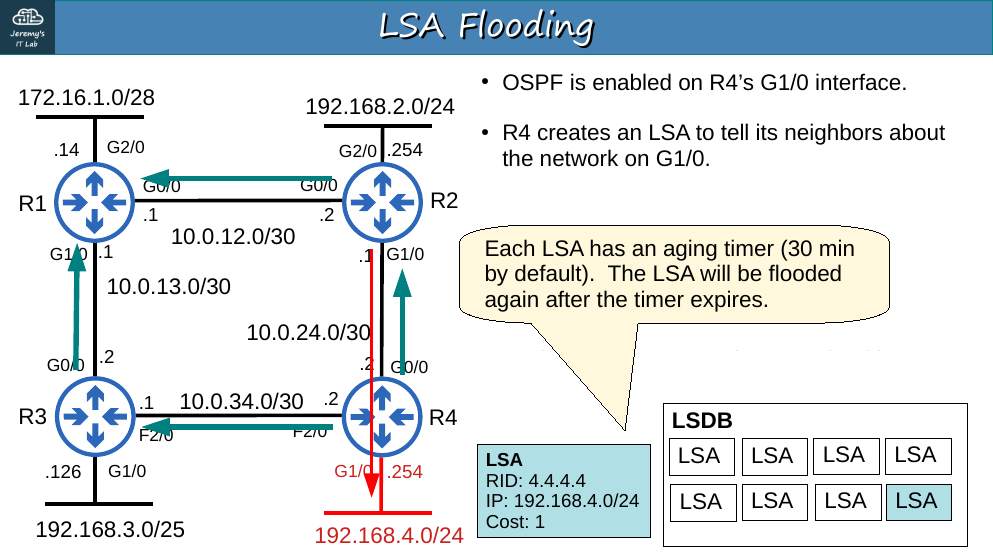 Jeremy's
IT Lab
LSA Flooding
172.16.1.0/28
192.168.2.0/24
.14
G2/0
G2/0
.254
R1
G0/0
G0/0
R2
.1
.2
10.0.12.0/30
G1/0
.1
.1
G1/0
10.0.13.0/30
10.0.24.0/30
G0/0
.2
.2
G0/0
R3
.1
10.0.34.0/30
.2
R4
F2/0
F2/0
.126
G1/0
G1/0
.254
192.168.3.0/25
192.168.4.0/24
• OSPF is enabled on R4’s G1/0 interface.
• R4 creates an LSA to tell its neighbors about
the network on G1/0.
Each LSA has an aging timer (30 min
by default). The LSA will be flooded
again after the timer expires.
LSA
RID: 4.4.4.4
IP: 192.168.4.0/24
Cost: 1
LSDB
LSA LSA LSA LSA
LSA LSA LSA LSA